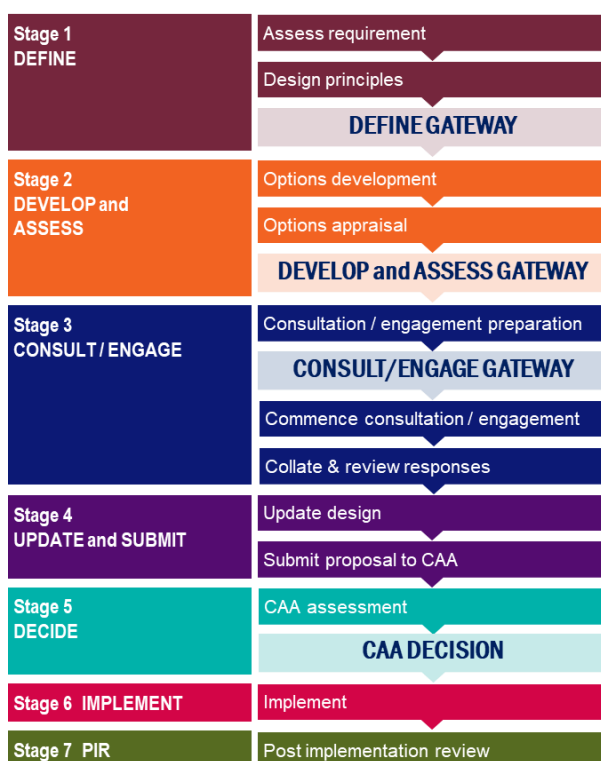 Stage 1
DEFINE
Assess requirement
Design principles
DEFINE GATEWAY
Stage 2
DEVELOP and
ASSESS
Options development
Options appraisal
DEVELOP and ASSESS GATEWAY
Stage 3
CONSULT / ENGAGE
Consultation / engagement preparation
CONSULT/ENGAGE GATEWAY
Commence consultation / engagement
Collate & review responses
Stage 4
UPDATE and SUBMIT
Update design
Submit proposal to CAA
Stage 5
DECIDE
CAA assessment
CAA DECISION
Stage 6 IMPLEMENT
Implement
Stage 7 PIR
Post implementation review